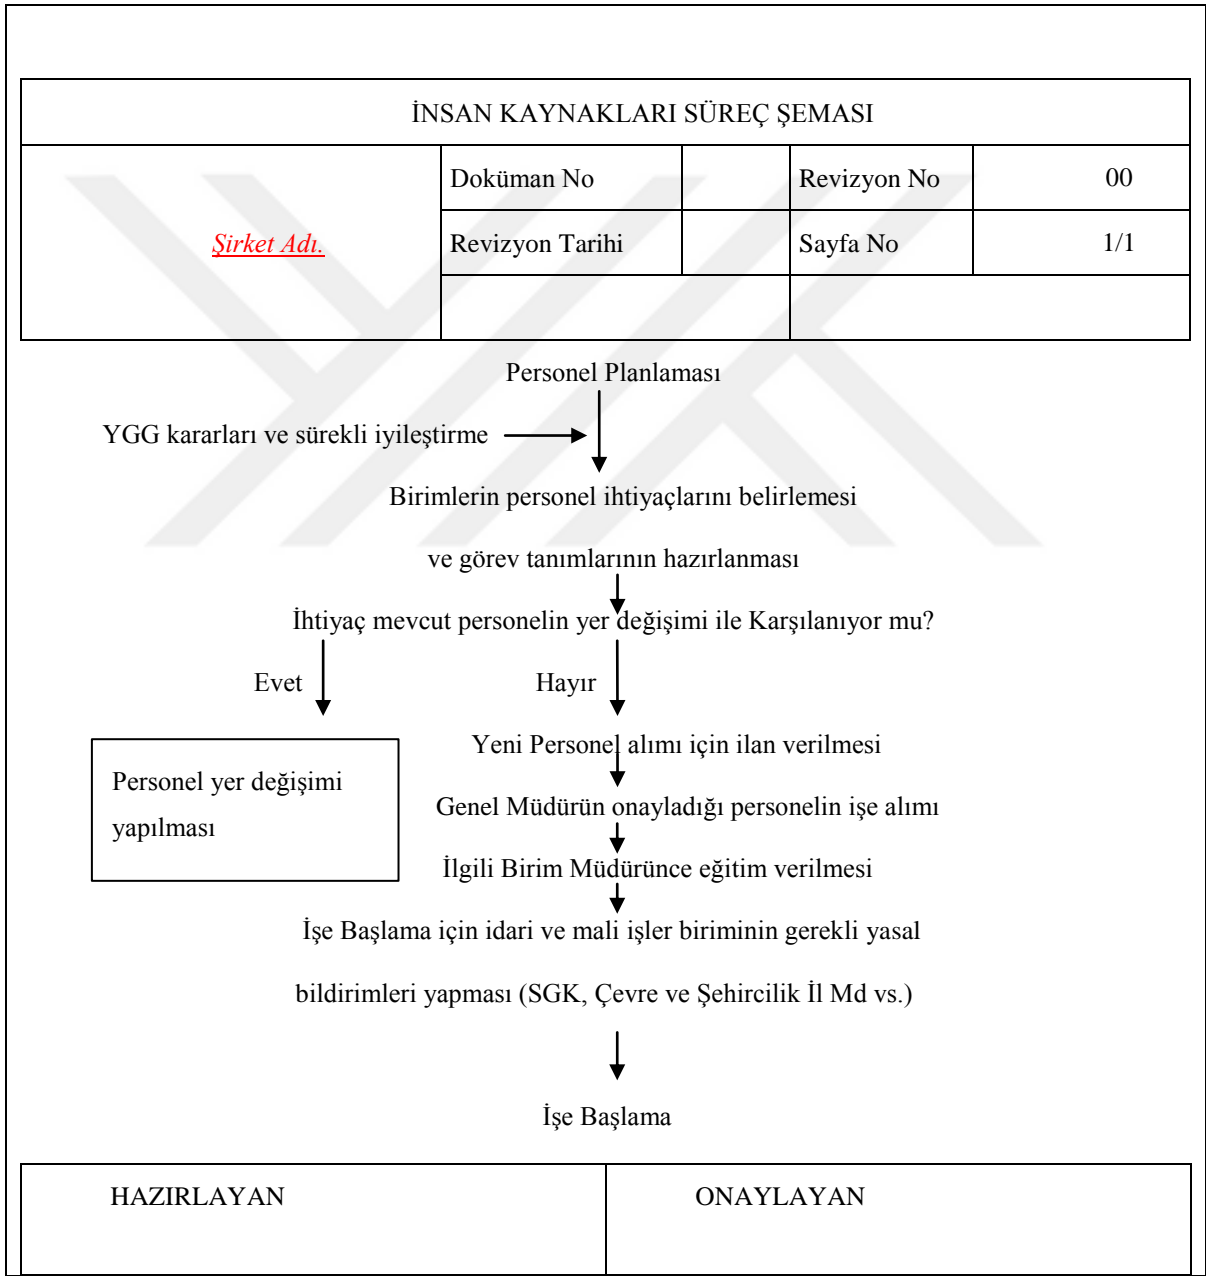 İNSAN KAYNAKLARI SÜREÇ ŞEMASI
Şirket Adı.
Doküman No
Revizyon No
00
Revizyon Tarihi
Sayfa No
1/1
Personel Planlaması
YGG kararları ve sürekli iyileştirme
Birimlerin personel ihtiyaçlarını belirlemesi
ve görev tanımlarının hazırlanması
İhtiyaç mevcut personelin yer değişimi ile Karşılanıyor mu?
Evet
Hayır
Yeni Personel alımı için ilan verilmesi
Personel yer değişimi
yapılması
Genel Müdürün onayladığı personelin işe alımı
İlgili Birim Müdürünce eğitim verilmesi
İşe Başlama için idari ve mali işler biriminin gerekli yasal
bildirimleri yapması (SGK, Çevre ve Şehircilik İl Md vs.)
İşe Başlama
HAZIRLAYAN
ONAYLAYAN